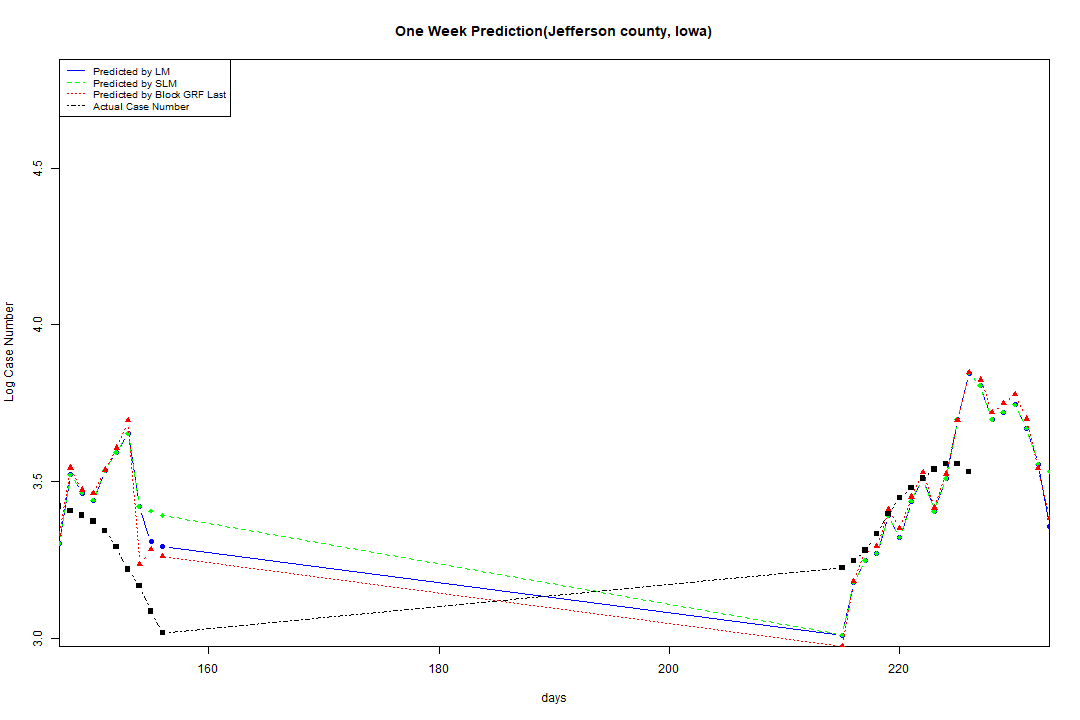 One Week Prediction(Jefferson county, Iowa)
Predicted by LM
Predicted by SLM
Predicted by Block GRF Last
Actual Case Number
4.5
4.0
3.5
3.0
Log Case Number
160 180 200 220
days